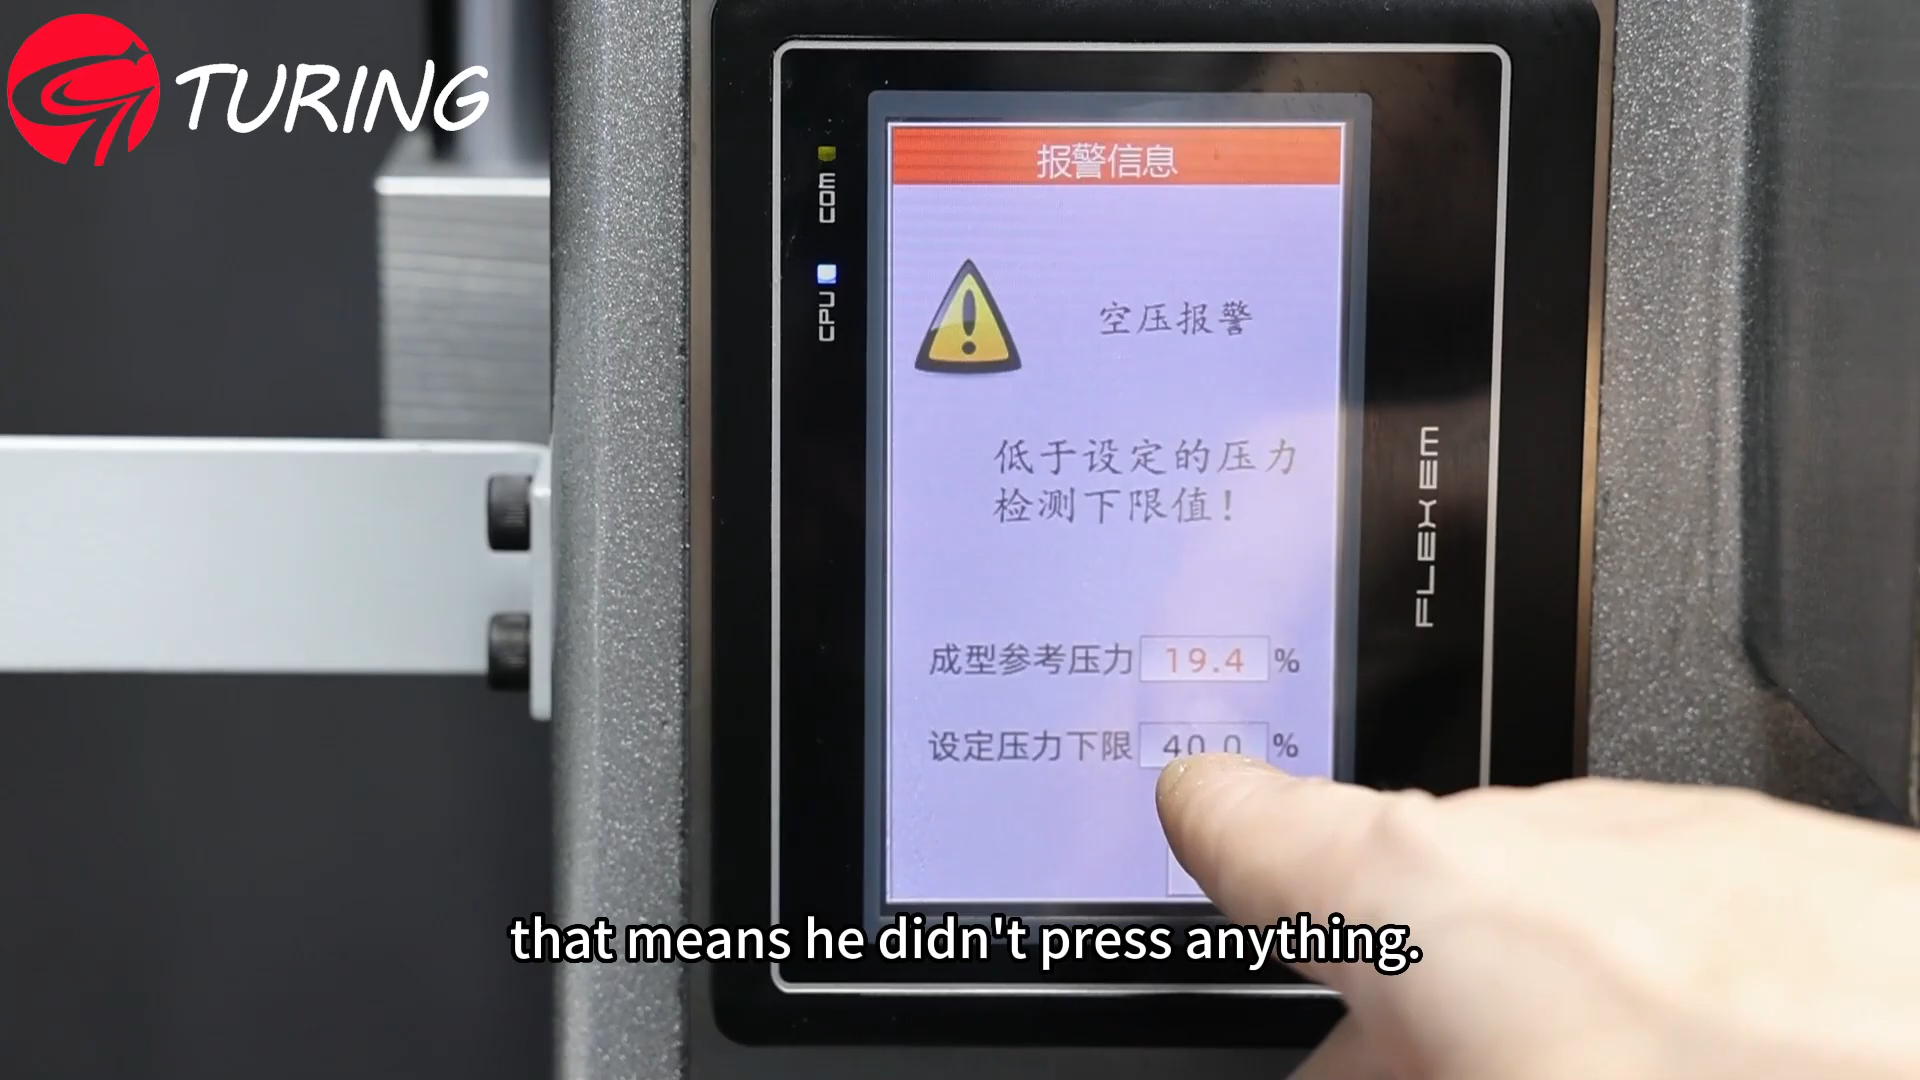 TURING
COM
CPU
报警信息
空压报警
低于设定的压力
检测下限值！
成型参考压力 19.4 %
设定压力下限 40.0 %
FLEXEM
that means he didn't press anything.